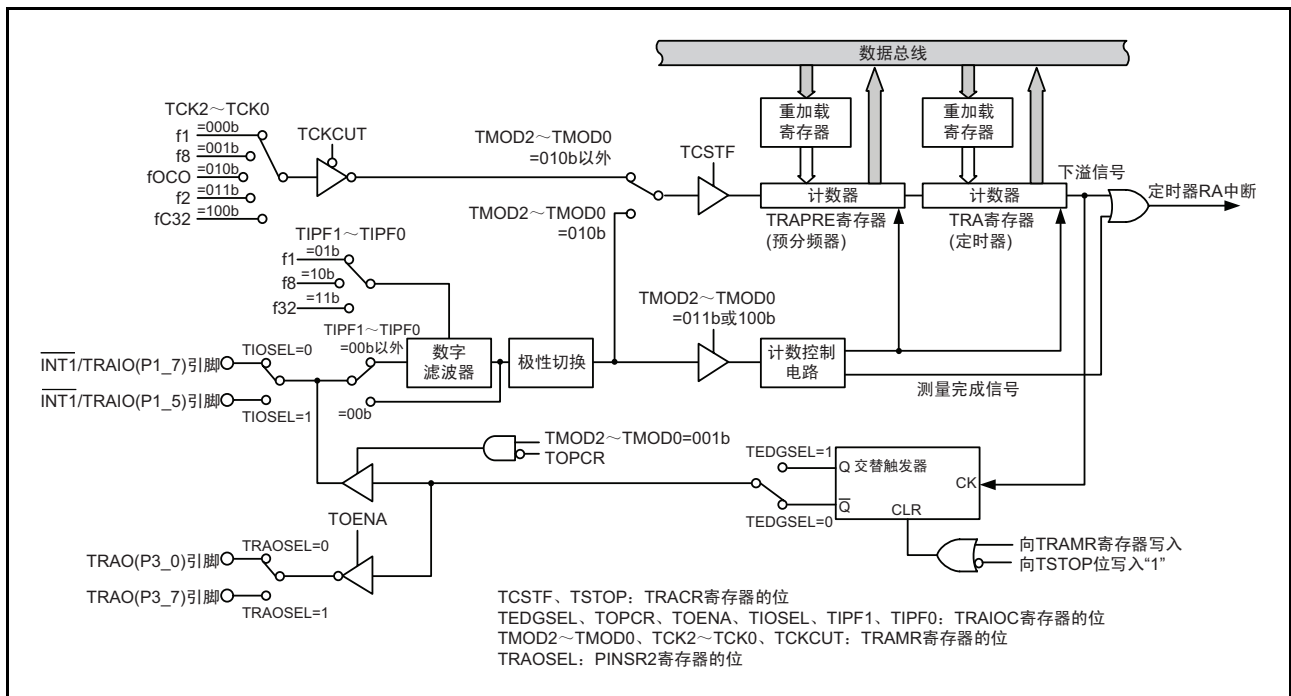 数据总线
重加载
寄存器
重加载
寄存器
TCK2～TCK0
f1 =000b
f8 =001b
fOCO =010b
f2 =011b
fC32 =100b
TCKCUT
TMOD2～TMOD0
=010b以外
TCSTF
计数器
TRAPRE寄存器
(预分频器)
计数器
TRA寄存器
(定时器)
下溢信号
定时器RA中断
TMOD2～TMOD0
=010b
TIPF1～TIPF0
f1 =01b
f8 =10b
f32 =11b
TIPF1～TIPF0
=00b以外
=00b
数字
滤波器
极性切换
TMOD2～TMOD0
=011b或100b
计数控制
电路
测量完成信号
INT1/TRAIO(P1_7)引脚
TIOSEL=0
INT1/TRAIO(P1_5)引脚
TIOSEL=1
TMOD2～TMOD0=001b
TOPCR
TEDGSEL=1
TEDGSEL=0
Q 交替触发器
CK
Q
CLR
向TRAMR寄存器写入
向TSTOP位写入“1”
TOENA
TRAO(P3_0)引脚
TRAOSEL=0
TRAO(P3_7)引脚
TRAOSEL=1
TCSTF、TSTOP：TRACR寄存器的位
TEDGSEL、TOPCR、TOENA、TIOSEL、TIPF1、TIPF0：TRAIOC寄存器的位
TMOD2～TMOD0、TCK2～TCK0、TCKCUT：TRAMR寄存器的位
TRAOSEL：PINSR2寄存器的位